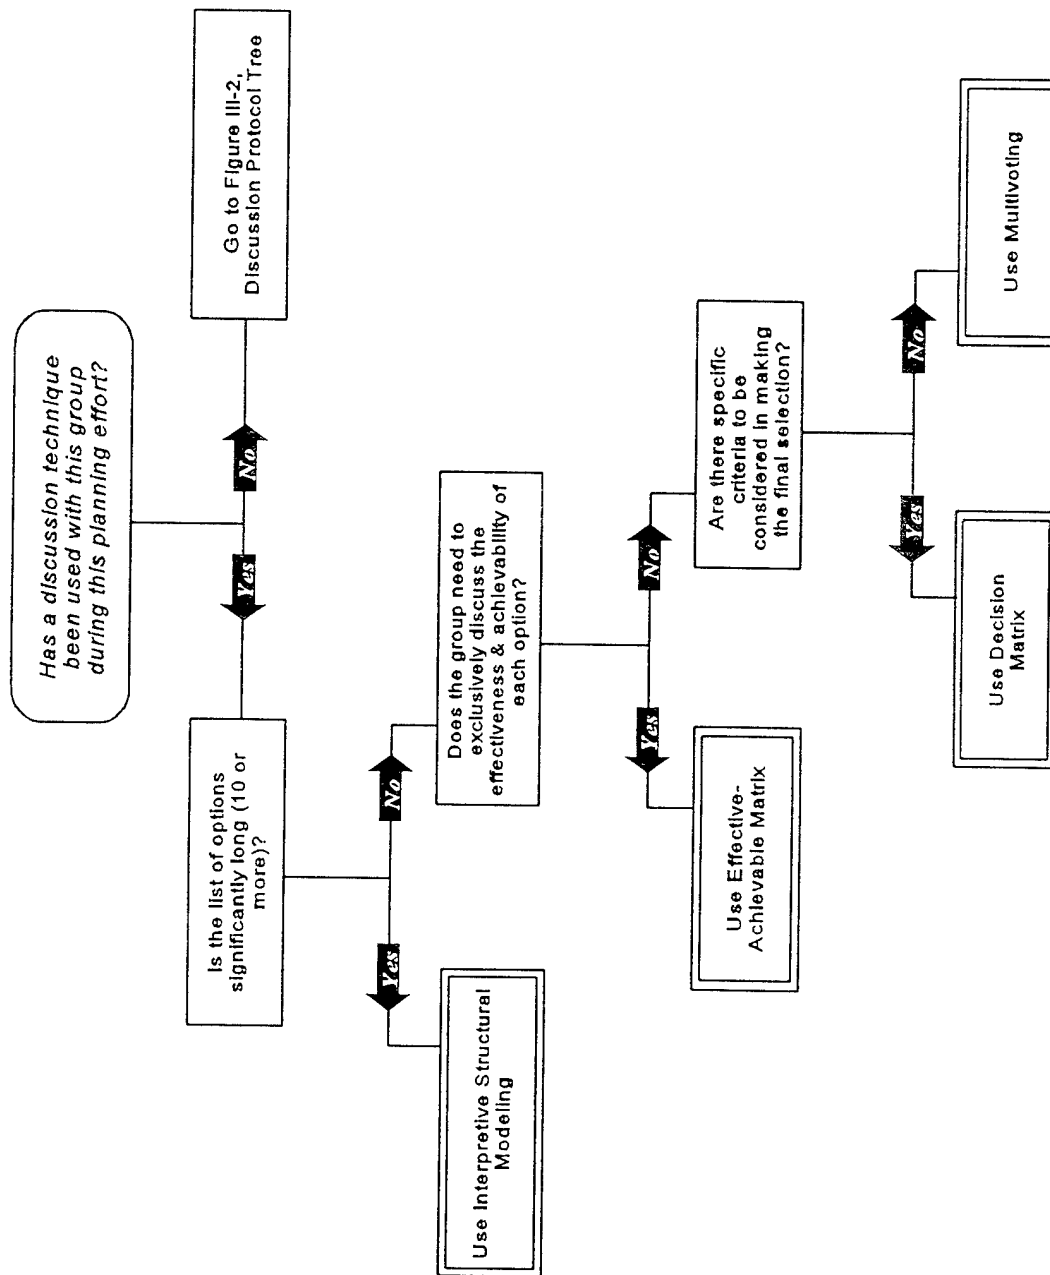 Has a discussion technique
been used with this group
during this planning effort?
Yes
No
Go to Figure III-2,
Discussion Protocol Tree
Is the list of options
significantly long (10 or
more)?
Yes
No
Use Interpretive Structural
Modeling
Does the group need to
exclusively discuss the
effectiveness & achievability of
each option?
Yes
No
Use Effective-
Achievable Matrix
Are there specific
criteria to be
considered in making
the final selection?
Yes
No
Use Decision
Matrix
Use Multivoting